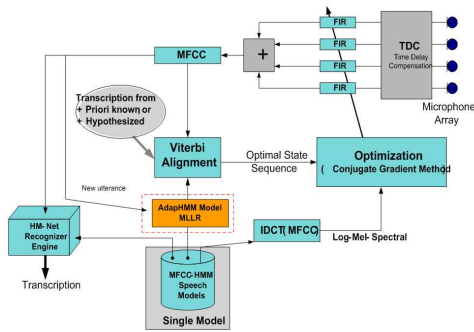 FIR
FIR
FIR
FIR
TDC
Time Delay
Compensation
Microphone
Array
+
MFCC
Transcription from
+ Priori known, or
+ Hypothesized
Viterbi
Alignment
Optimal State
Sequence
Optimization
( Conjugate Gradient Method)
New utterance
AdapHMM Model
MLLR
HM-Net
Recognizer
Engine
IDCT(MFCC)
Log-Mel-Spectral
Transcription
MFCC-HMM
Speech
Models
Single Model